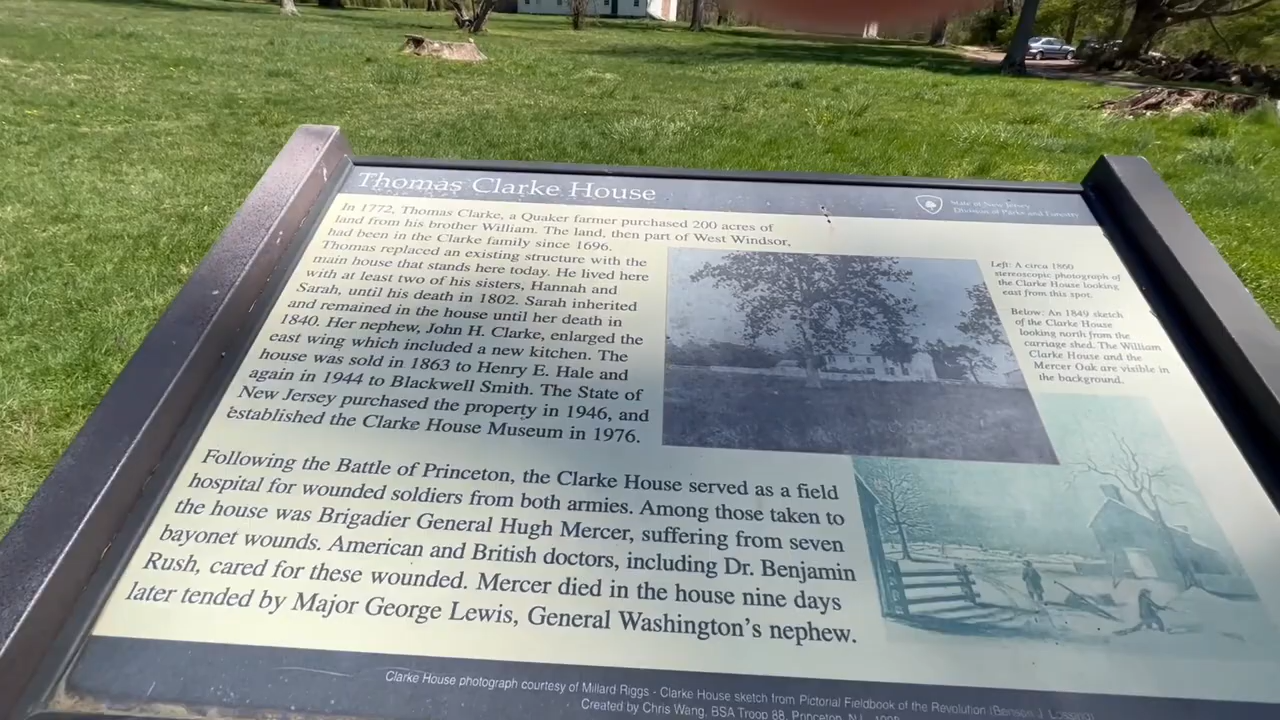 Thomas Clarke House
State of New Jersey
Division of Parks and Forestry
In 1772, Thomas Clarke, a Quaker farmer purchased 200 acres of
land from his brother William. The land, then part of West Windsor,
had been in the Clarke family since 1696.
Thomas replaced an existing structure with the
main house that stands here today. He lived here
with at least two of his sisters, Hannah and
Sarah, until his death in 1802. Sarah inherited
and remained in the house until her death in
1840. Her nephew, John H. Clarke, enlarged the
east wing which included a new kitchen. The
house was sold in 1863 to Henry E. Hale and
again in 1944 to Blackwell Smith. The State of
New Jersey purchased the property in 1946, and
established the Clarke House Museum in 1976.
Left: A circa 1860
stereoscopic photograph of
the Clarke House looking
east from this spot.
Below: An 1849 sketch
of the Clarke House
looking north from the
carriage shed. The William
Clarke House and the
Mercer Oak are visible in
the background.
Following the Battle of Princeton, the Clarke House served as a field
hospital for wounded soldiers from both armies. Among those taken to
the house was Brigadier General Hugh Mercer, suffering from seven
bayonet wounds. American and British doctors, including Dr. Benjamin
Rush, cared for these wounded. Mercer died in the house nine days
later tended by Major George Lewis, General Washington's nephew.
Clarke House photograph courtesy of Millard Riggs - Clarke House sketch from Pictorial Fieldbook of the Revolution (Benson J. Lossing)
Created by Chris Wang, BSA Troop 88, Princeton, N.J.,